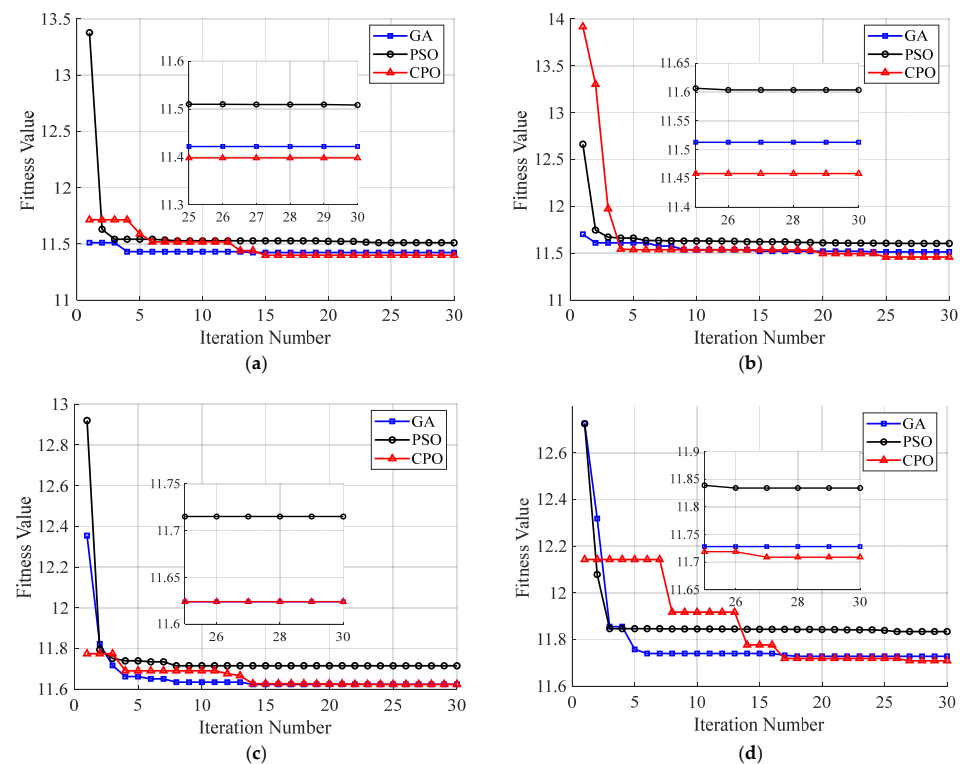 13.5
13
12.5
12
11.5
11
Fitness Value
GA
PSO
CPO
11.6
11.5
11.4
11.3
25 26 27 28 29 30
0 5 10 15 20 25 30
Iteration Number
(a)
14
13.5
13
12.5
12
11.5
11
Fitness Value
GA
PSO
CPO
11.65
11.6
11.55
11.5
11.45
11.4
26 28 30
0 5 10 15 20 25 30
Iteration Number
(b)
13
12.8
12.6
12.4
12.2
12
11.8
11.6
Fitness Value
GA
PSO
CPO
11.75
11.7
11.65
11.6
26 28 30
0 5 10 15 20 25 30
Iteration Number
(c)
12.6
12.4
12.2
12
11.8
11.6
Fitness Value
GA
PSO
CPO
11.9
11.85
11.8
11.75
11.7
11.65
26 28 30
0 5 10 15 20 25 30
Iteration Number
(d)